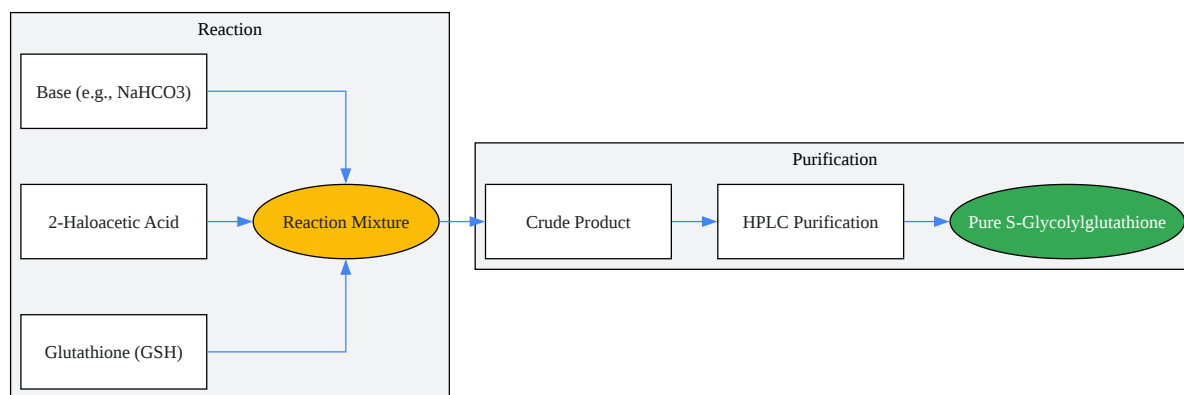 Reaction
Base (e.g., NaHCO3)
2-Haloacetic Acid
Reaction Mixture
Glutathione (GSH)
Purification
Crude Product
HPLC Purification
Pure S-Glycolylglutathione